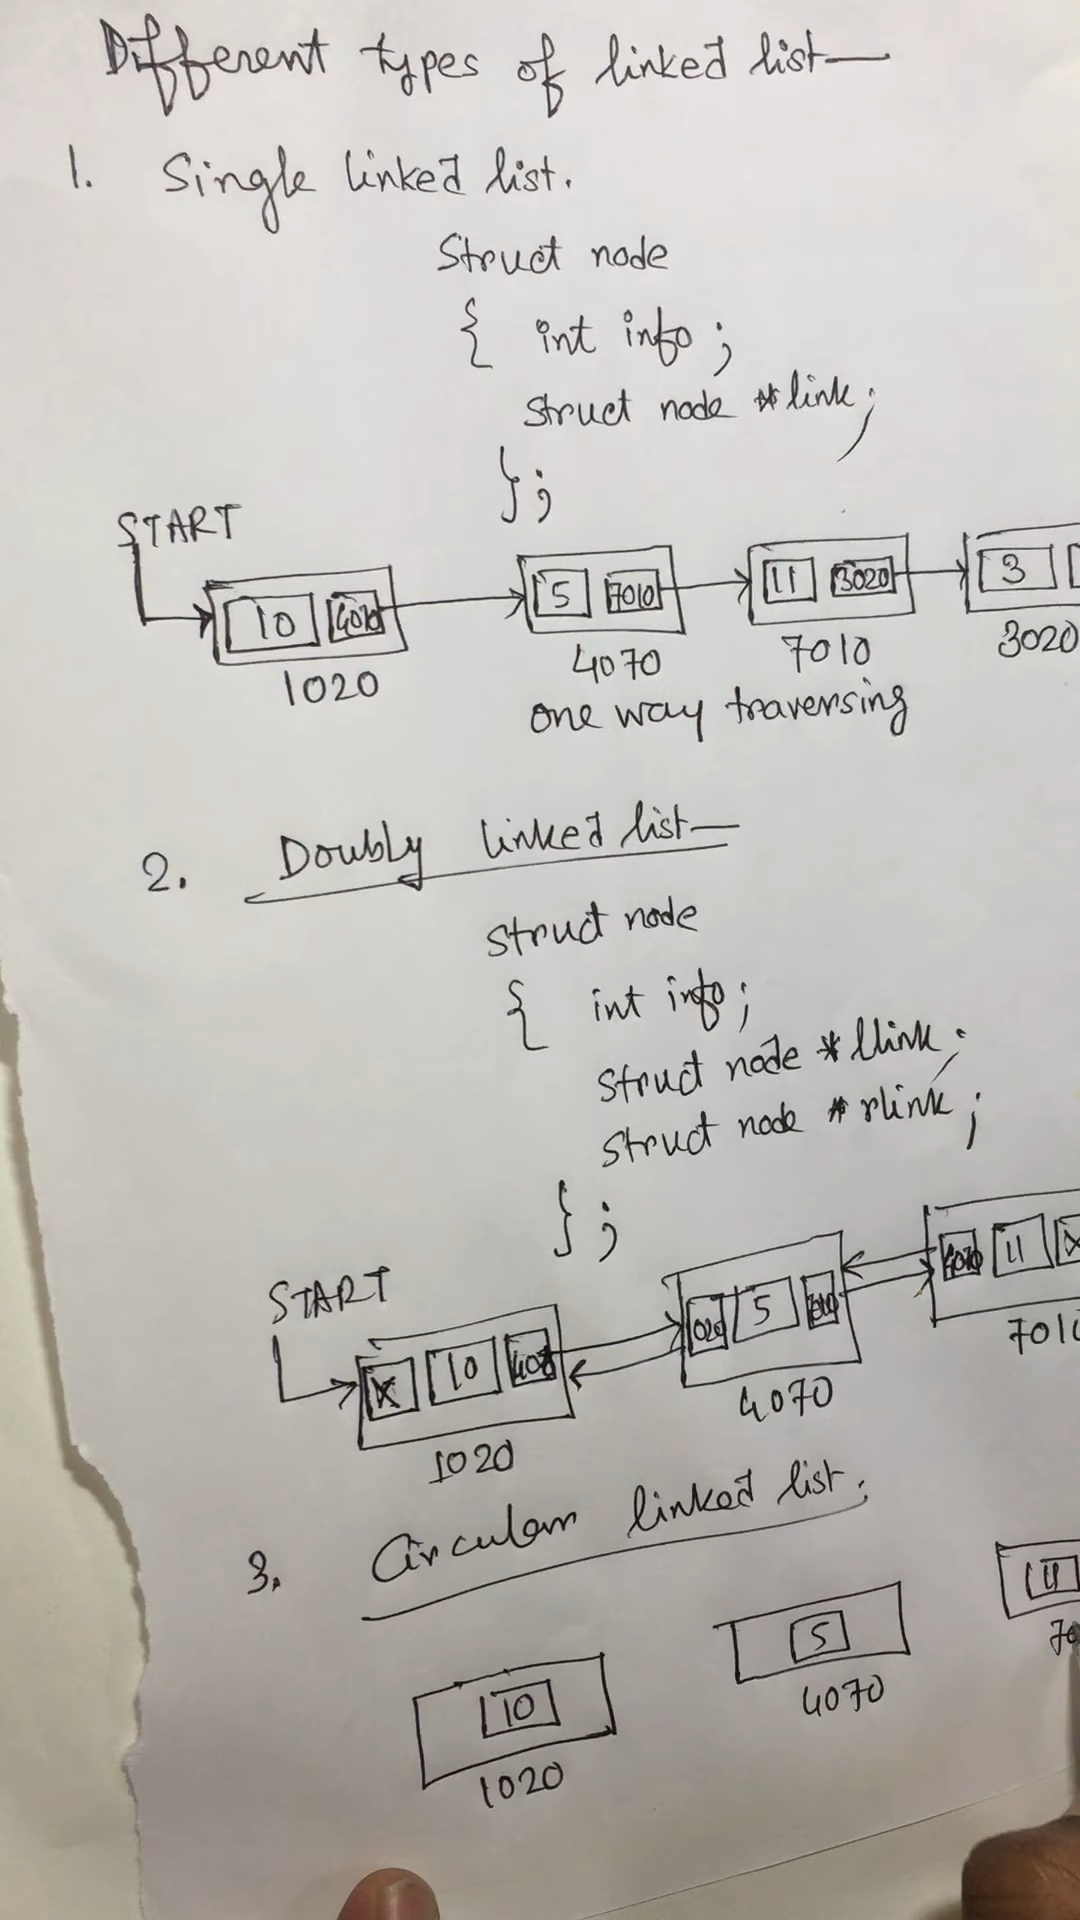 Different types of linked list—
1. Single linked list.
Struct node
{ int info;
struct node *link;
};
START
10 5 7010 11 3020 3
1020 4070 7010 3020
one way traversing
2. Doubly linked list—
struct node
{ int info;
struct node *llink;
struct node *rlink;
};
START
X 10 5 11 X
1020 4070
3. Circular linked list.
10 5 11
1020 4070